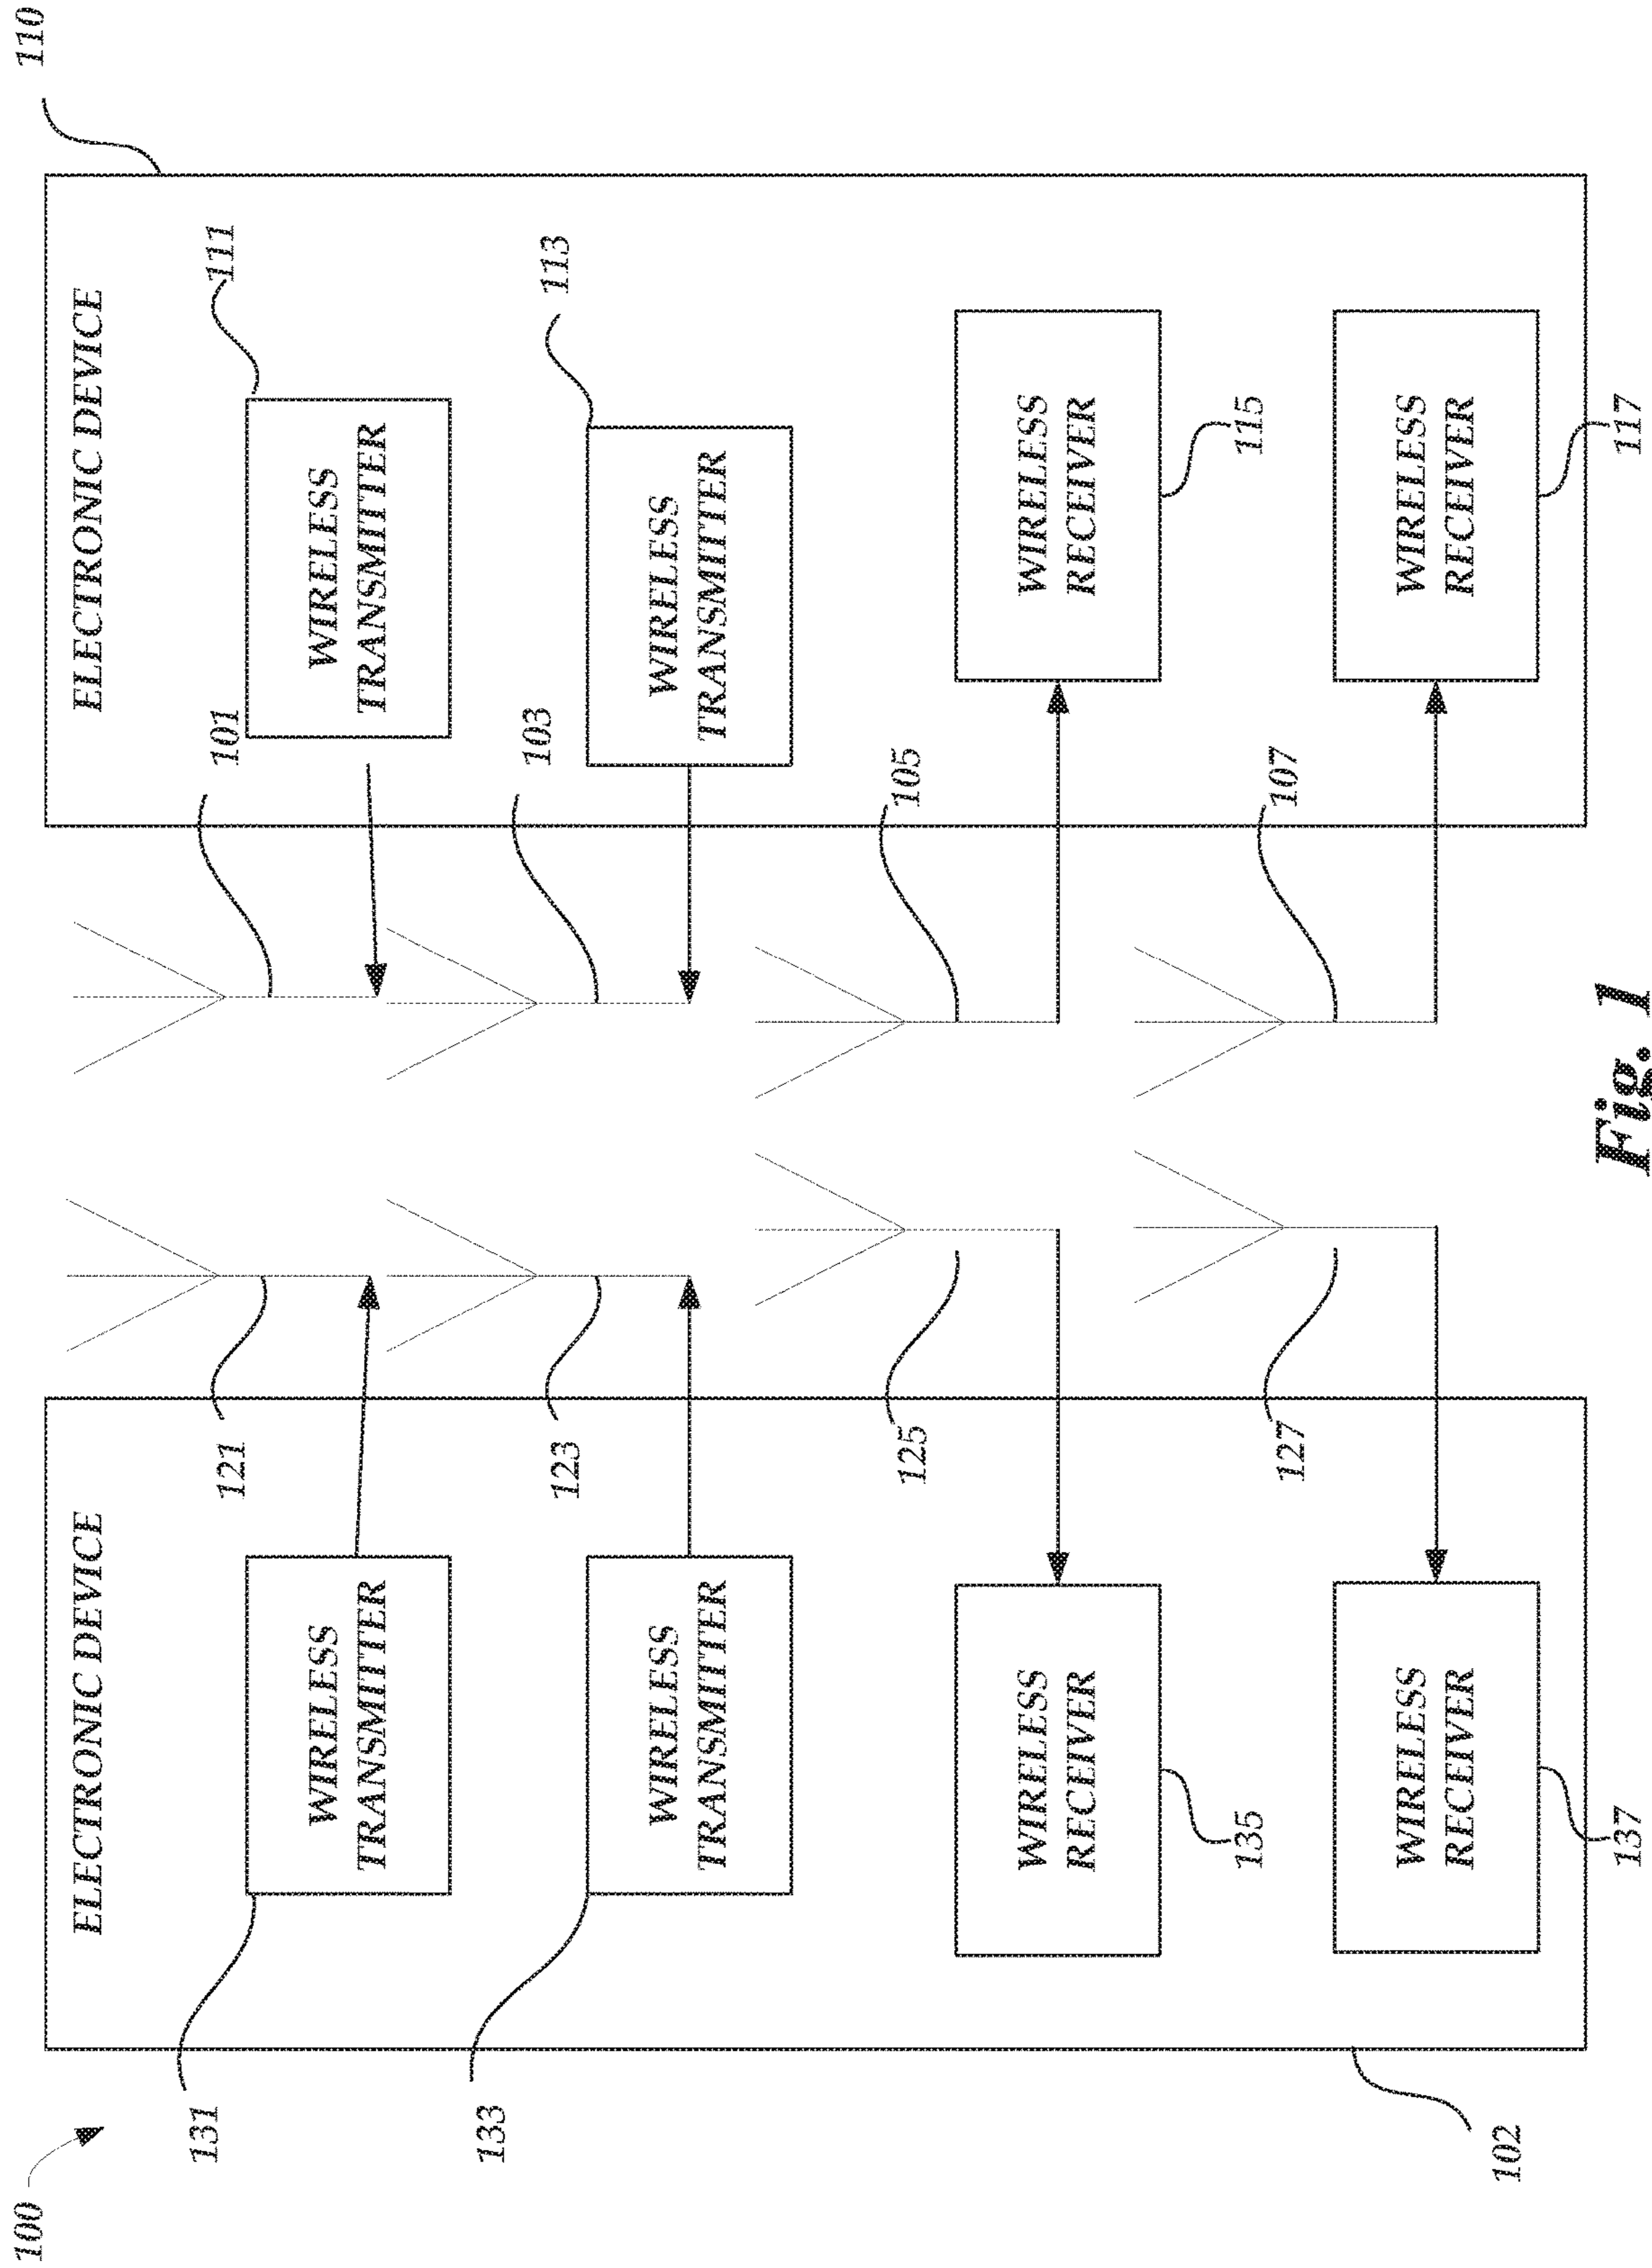 100
ELECTRONIC DEVICE
131
WIRELESS
TRANSMITTER
121
133
WIRELESS
TRANSMITTER
123
WIRELESS
RECEIVER
135
125
WIRELESS
RECEIVER
137
127
102
ELECTRONIC DEVICE
110
101
WIRELESS
TRANSMITTER
111
103
WIRELESS
TRANSMITTER
113
105
WIRELESS
RECEIVER
115
107
WIRELESS
RECEIVER
117
Fig. 1